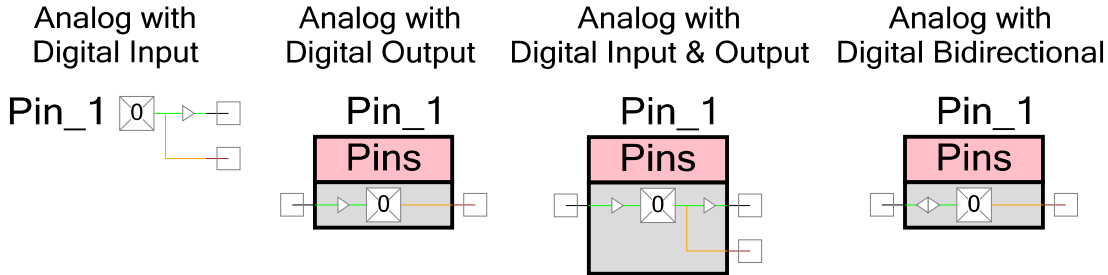 Analog with
Digital Input
Analog with
Digital Output
Analog with
Digital Input & Output
Analog with
Digital Bidirectional
Pin_1
0
Pin_1
Pins
0
Pin_1
Pins
0
Pin_1
Pins
0